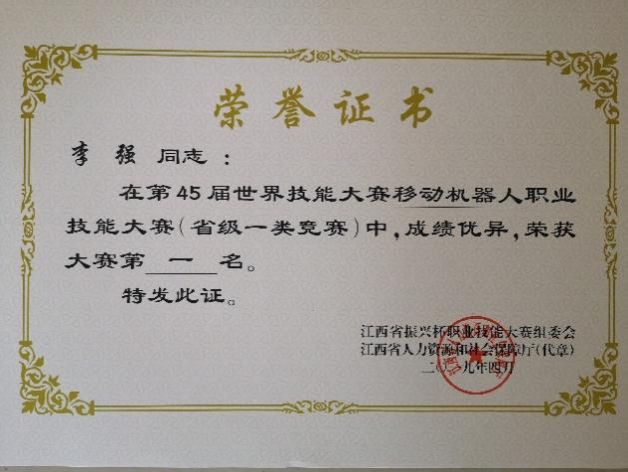 荣誉证书
李强 同志：
在第45届世界技能大赛移动机器人职业
技能大赛（省级一类竞赛）中，成绩优异，荣获
大赛第 一 名。
特发此证。
江西省振兴杯职业技能大赛组委会
江西省人力资源和社会保障厅（代章）
二〇一九年四月